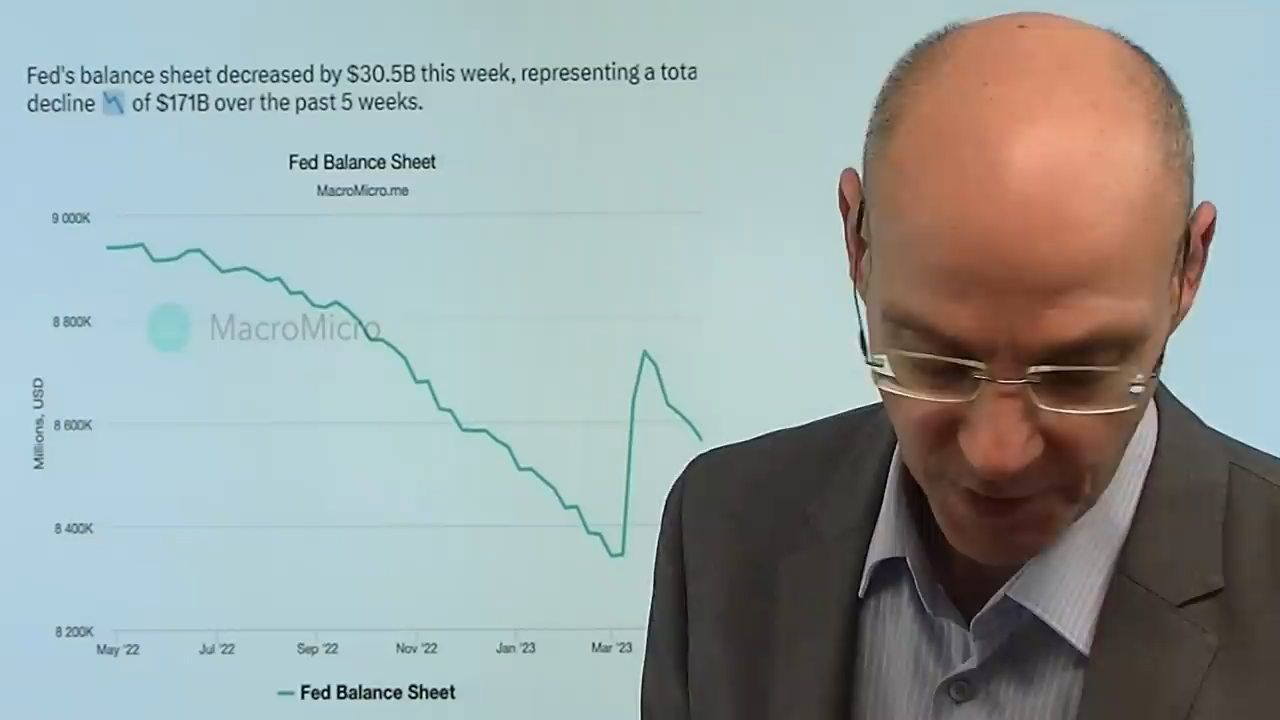 Fed's balance sheet decreased by $30.5B this week, representing a tota
decline 📉 of $171B over the past 5 weeks.
Fed Balance Sheet
MacroMicro.me
9 000K
8 800K
8 600K
8 400K
8 200K
Millions, USD
MacroMicro
May '22
Jul '22
Sep '22
Nov '22
Jan '23
Mar '23
Fed Balance Sheet